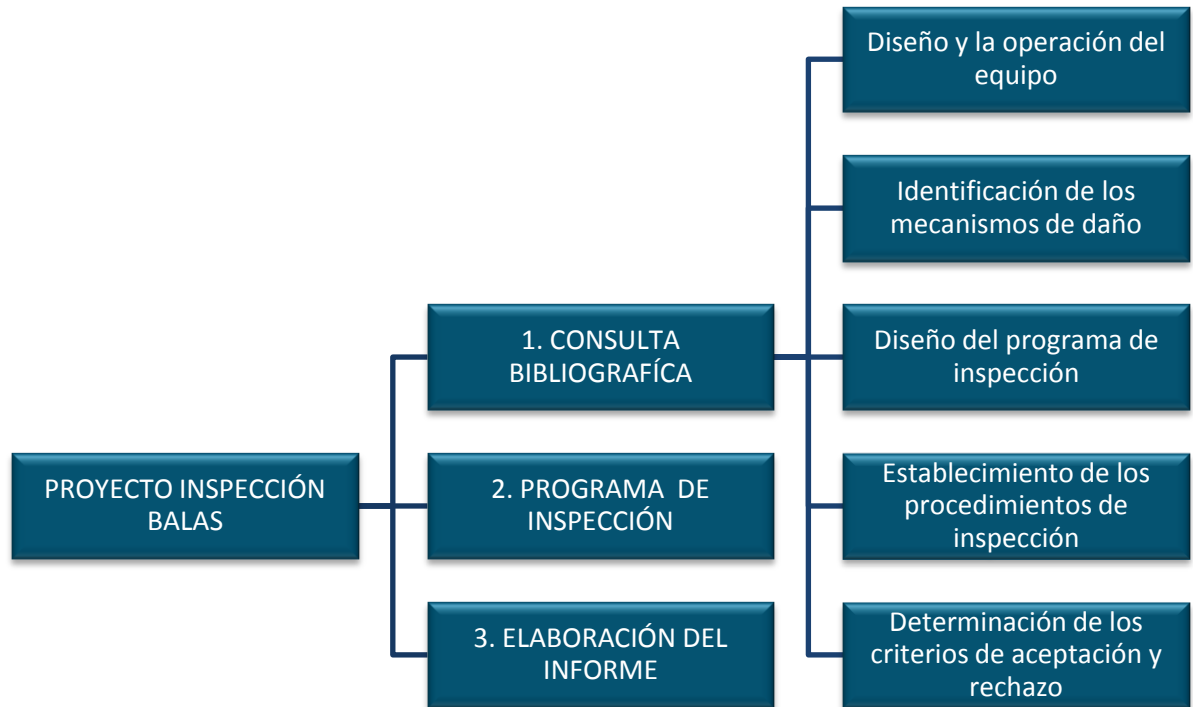 PROYECTO INSPECCIÓN
BALAS
1. CONSULTA
BIBLIOGRAFÍCA
2. PROGRAMA  DE
INSPECCIÓN
3. ELABORACIÓN DEL
INFORME
Diseño y la operación del
equipo
Identificación de los
mecanismos de daño
Diseño del programa de
inspección
Establecimiento de los
procedimientos de
inspección
Determinación de los
criterios de aceptación y
rechazo